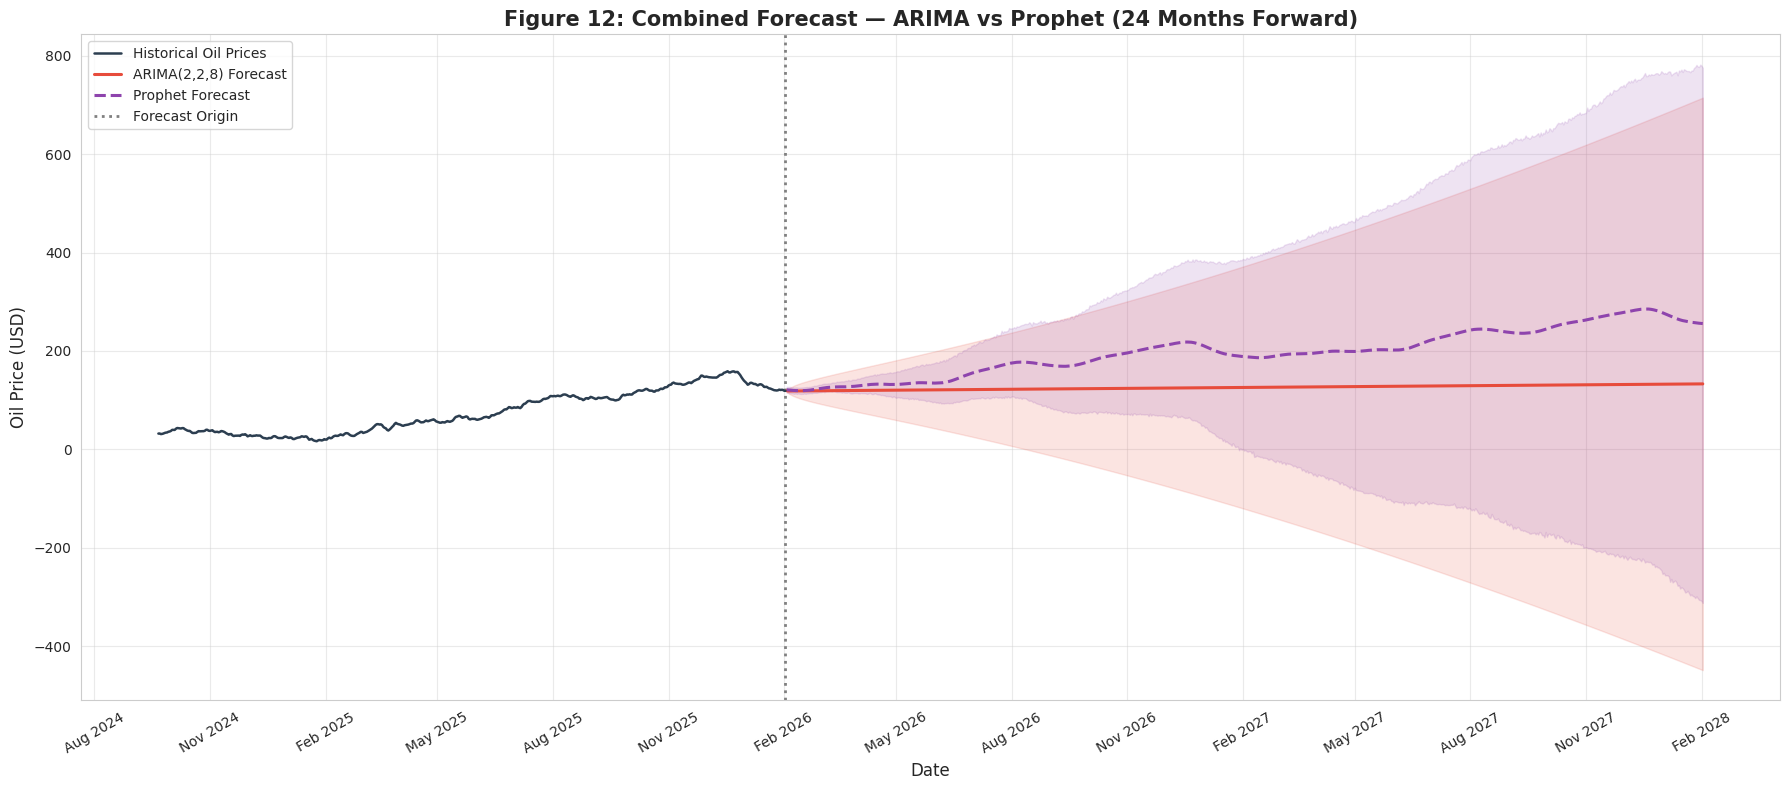 Figure 12: Combined Forecast — ARIMA vs Prophet (24 Months Forward)
Historical Oil Prices
ARIMA(2,2,8) Forecast
Prophet Forecast
Forecast Origin
Oil Price (USD)
800
600
400
200
0
−200
−400
Aug 2024
Nov 2024
Feb 2025
May 2025
Aug 2025
Nov 2025
Feb 2026
May 2026
Aug 2026
Nov 2026
Feb 2027
May 2027
Aug 2027
Nov 2027
Feb 2028
Date